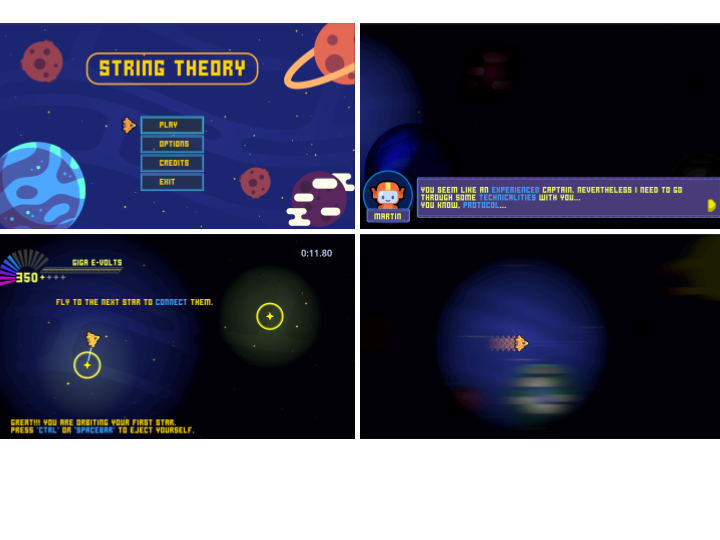 STRING THEORY
PLAY
OPTIONS
CREDITS
EXIT
YOU SEEM LIKE AN EXPERIENCED CAPTAIN. NEVERTHELESS I NEED TO GO
THROUGH SOME TECHNICALITIES WITH YOU...
YOU KNOW. PROTOCOL...
MARTIN
GIGA E-VOLTS
350++++
0:11.80
FLY TO THE NEXT STAR TO CONNECT THEM.
GREAT!!! YOU ARE ORBITING YOUR FIRST STAR.
PRESS 'CTRL' OR 'SPACEBAR' TO EJECT YOURSELF.